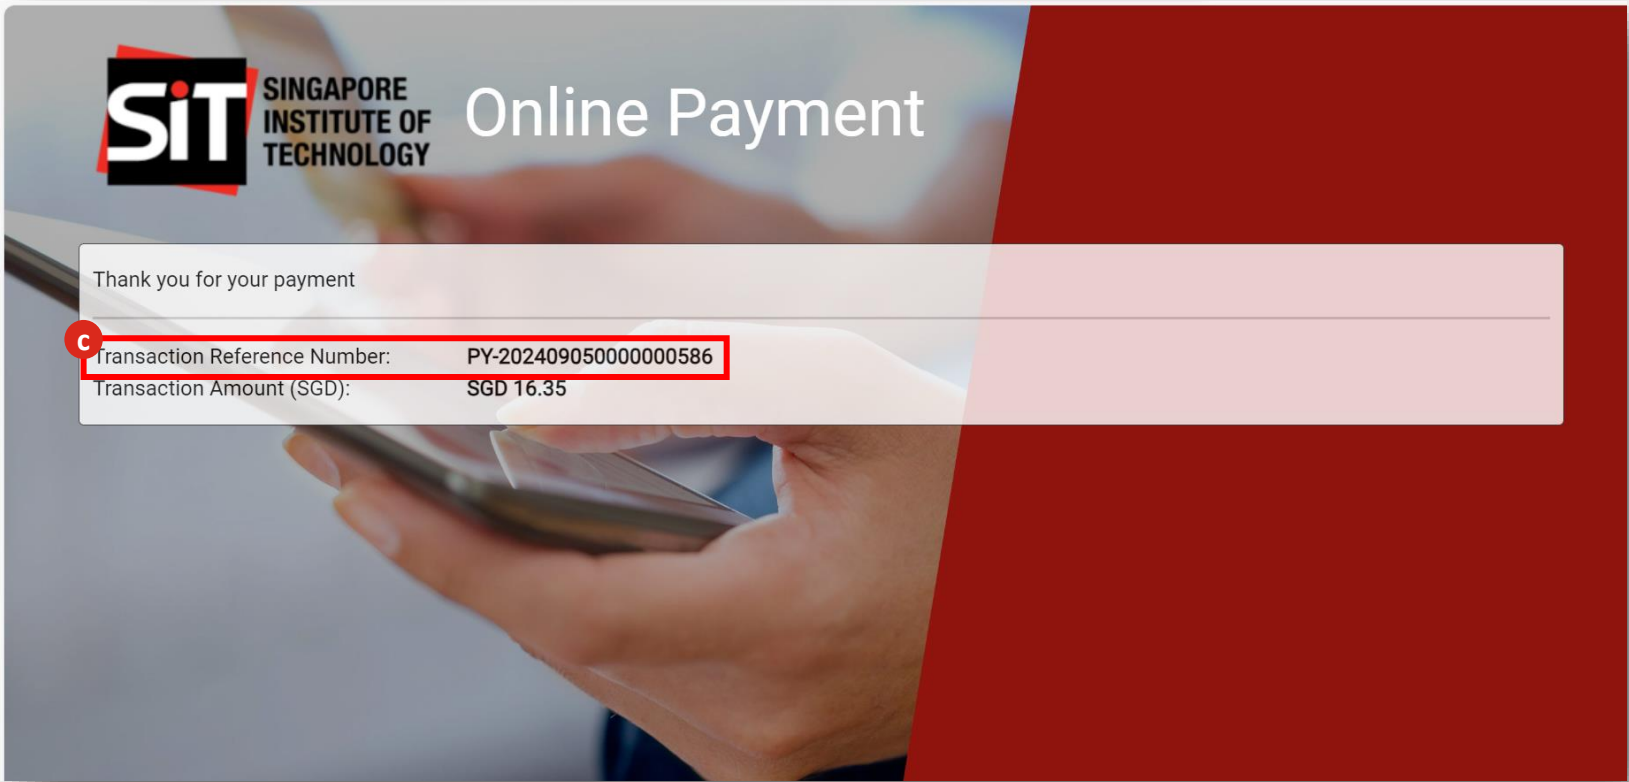 SiT
SINGAPORE
INSTITUTE OF
TECHNOLOGY
Online Payment
Thank you for your payment
C
Transaction Reference Number: PY-202409050000000586
Transaction Amount (SGD): SGD 16.35